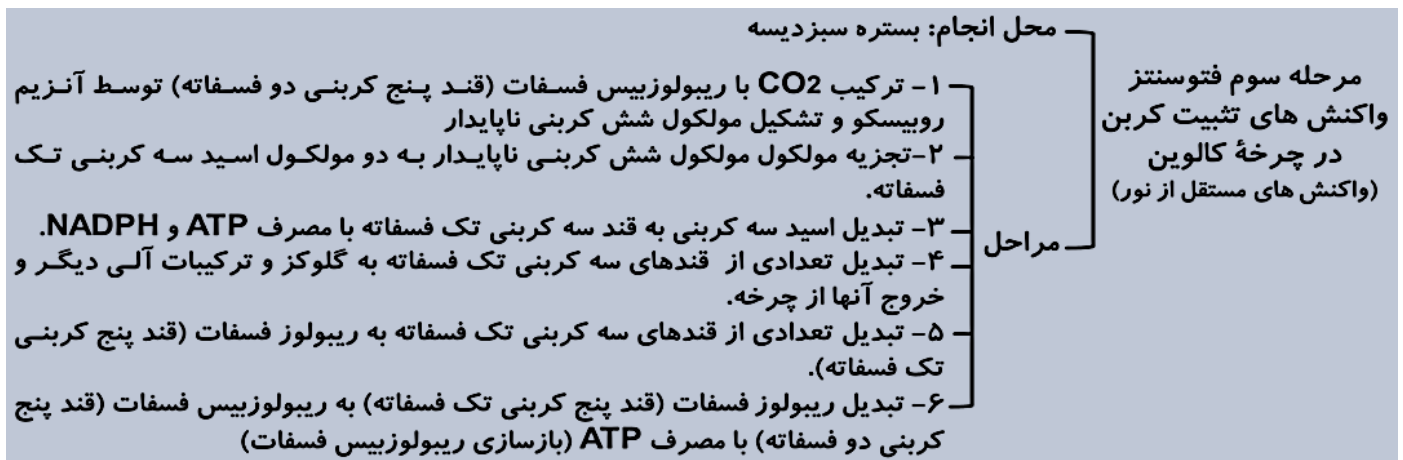 مرحله سوم فتوسنتز
واکنش های تثبیت کربن
در چرخهٔ کالوین
(واکنش های مستقل از نور)
محل انجام: بستره سبزدیسه
مراحل
۱- ترکیب CO2 با ریبولوزبیس فسفات (قند پنج کربنی دو فسفاته) توسط آنزیم
روبیسکو و تشکیل مولکول شش کربنی ناپایدار
۲-تجزیه مولکول مولکول شش کربنی ناپایدار به دو مولکول اسید سه کربنی تک
فسفاته.
۳- تبدیل اسید سه کربنی به قند سه کربنی تک فسفاته با مصرف ATP و NADPH.
۴- تبدیل تعدادی از قندهای سه کربنی تک فسفاته به گلوکز و ترکیبات آلی دیگر و
خروج آنها از چرخه.
۵- تبدیل تعدادی از قندهای سه کربنی تک فسفاته به ریبولوز فسفات (قند پنج کربنی
تک فسفاته).
۶- تبدیل ریبولوز فسفات (قند پنج کربنی تک فسفاته) به ریبولوزبیس فسفات (قند پنج
کربنی دو فسفاته) با مصرف ATP (بازسازی ریبولوزبیس فسفات)